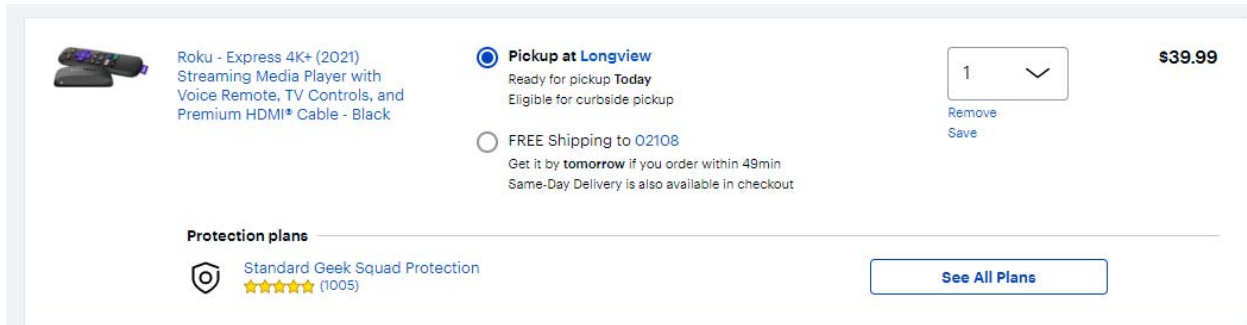 Roku - Express 4K+ (2021)
Streaming Media Player with
Voice Remote, TV Controls, and
Premium HDMI® Cable - Black
Pickup at Longview
Ready for pickup Today
Eligible for curbside pickup
FREE Shipping to 02108
Get it by tomorrow if you order within 49min
Same-Day Delivery is also available in checkout
1
Remove
Save
$39.99
Protection plans
Standard Geek Squad Protection
(1005)
See All Plans